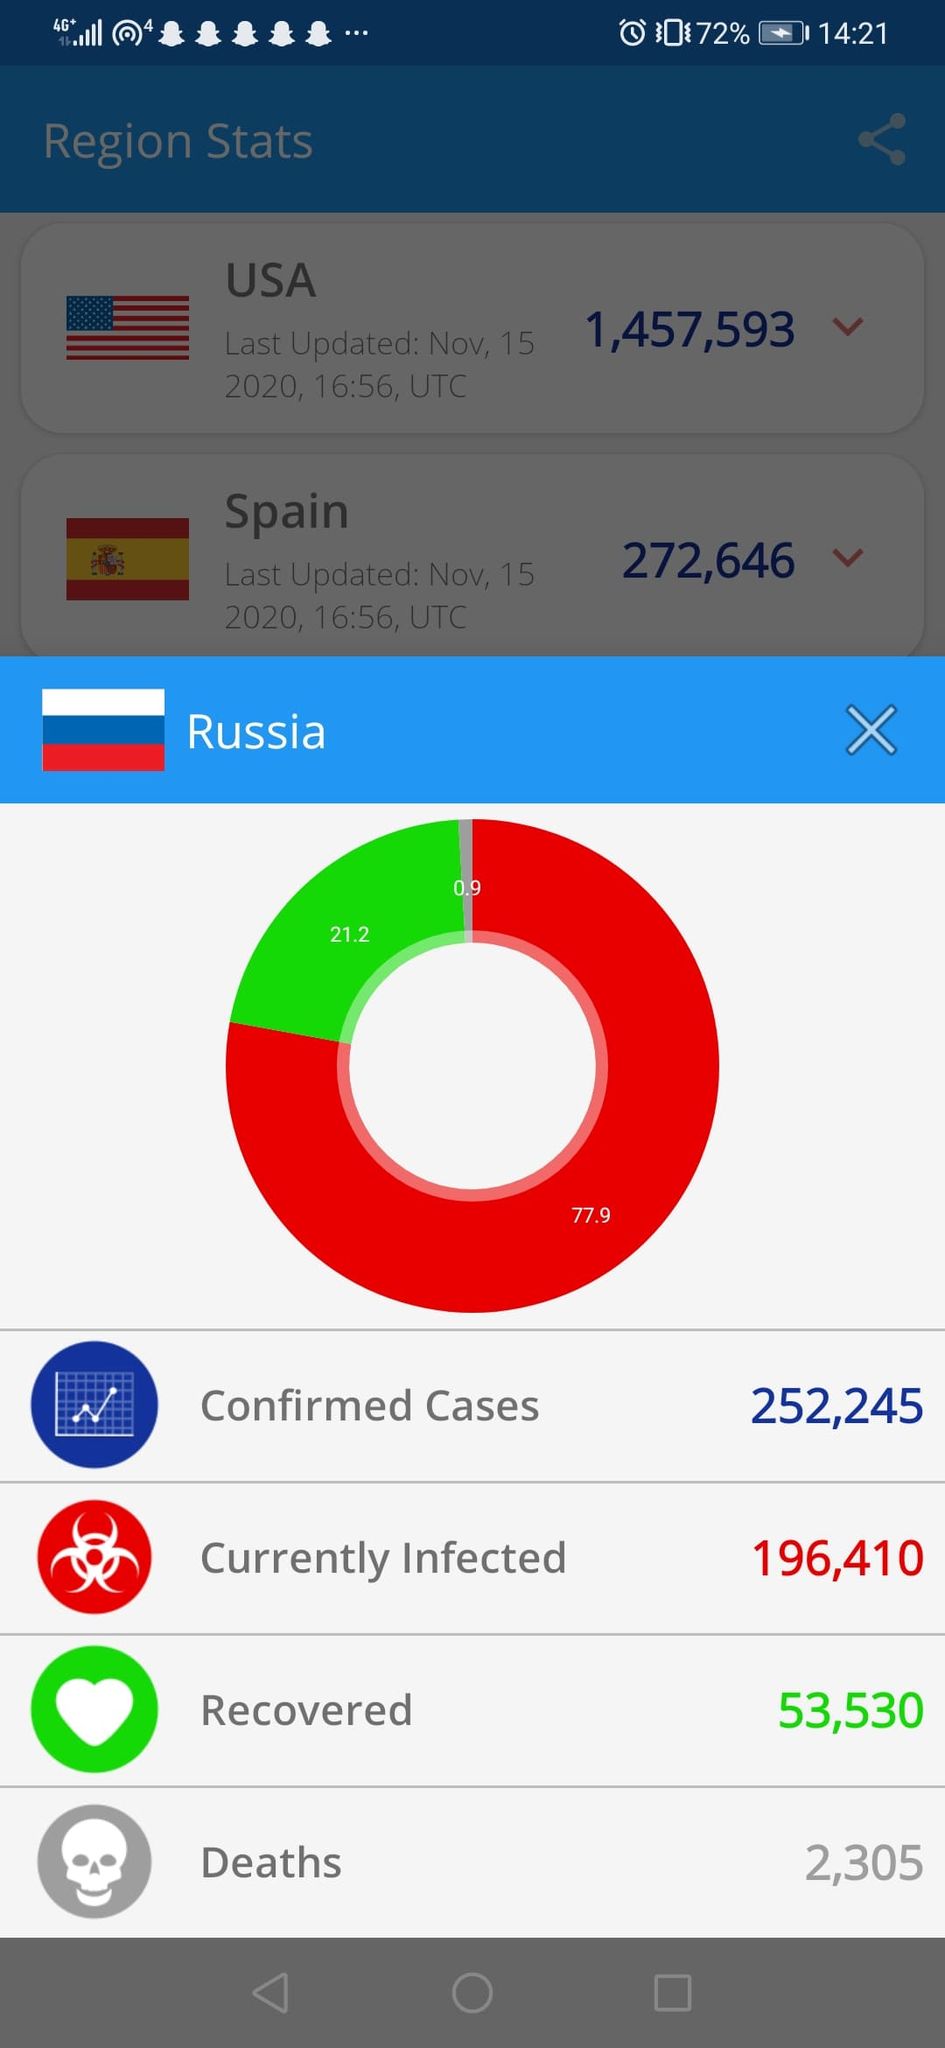 4G+ 4 ... 72% 14:21
Region Stats
USA
Last Updated: Nov, 15
2020, 16:56, UTC
1,457,593
Spain
Last Updated: Nov, 15
2020, 16:56, UTC
272,646
Russia
0.9
21.2
77.9
Confirmed Cases 252,245
Currently Infected 196,410
Recovered 53,530
Deaths 2,305